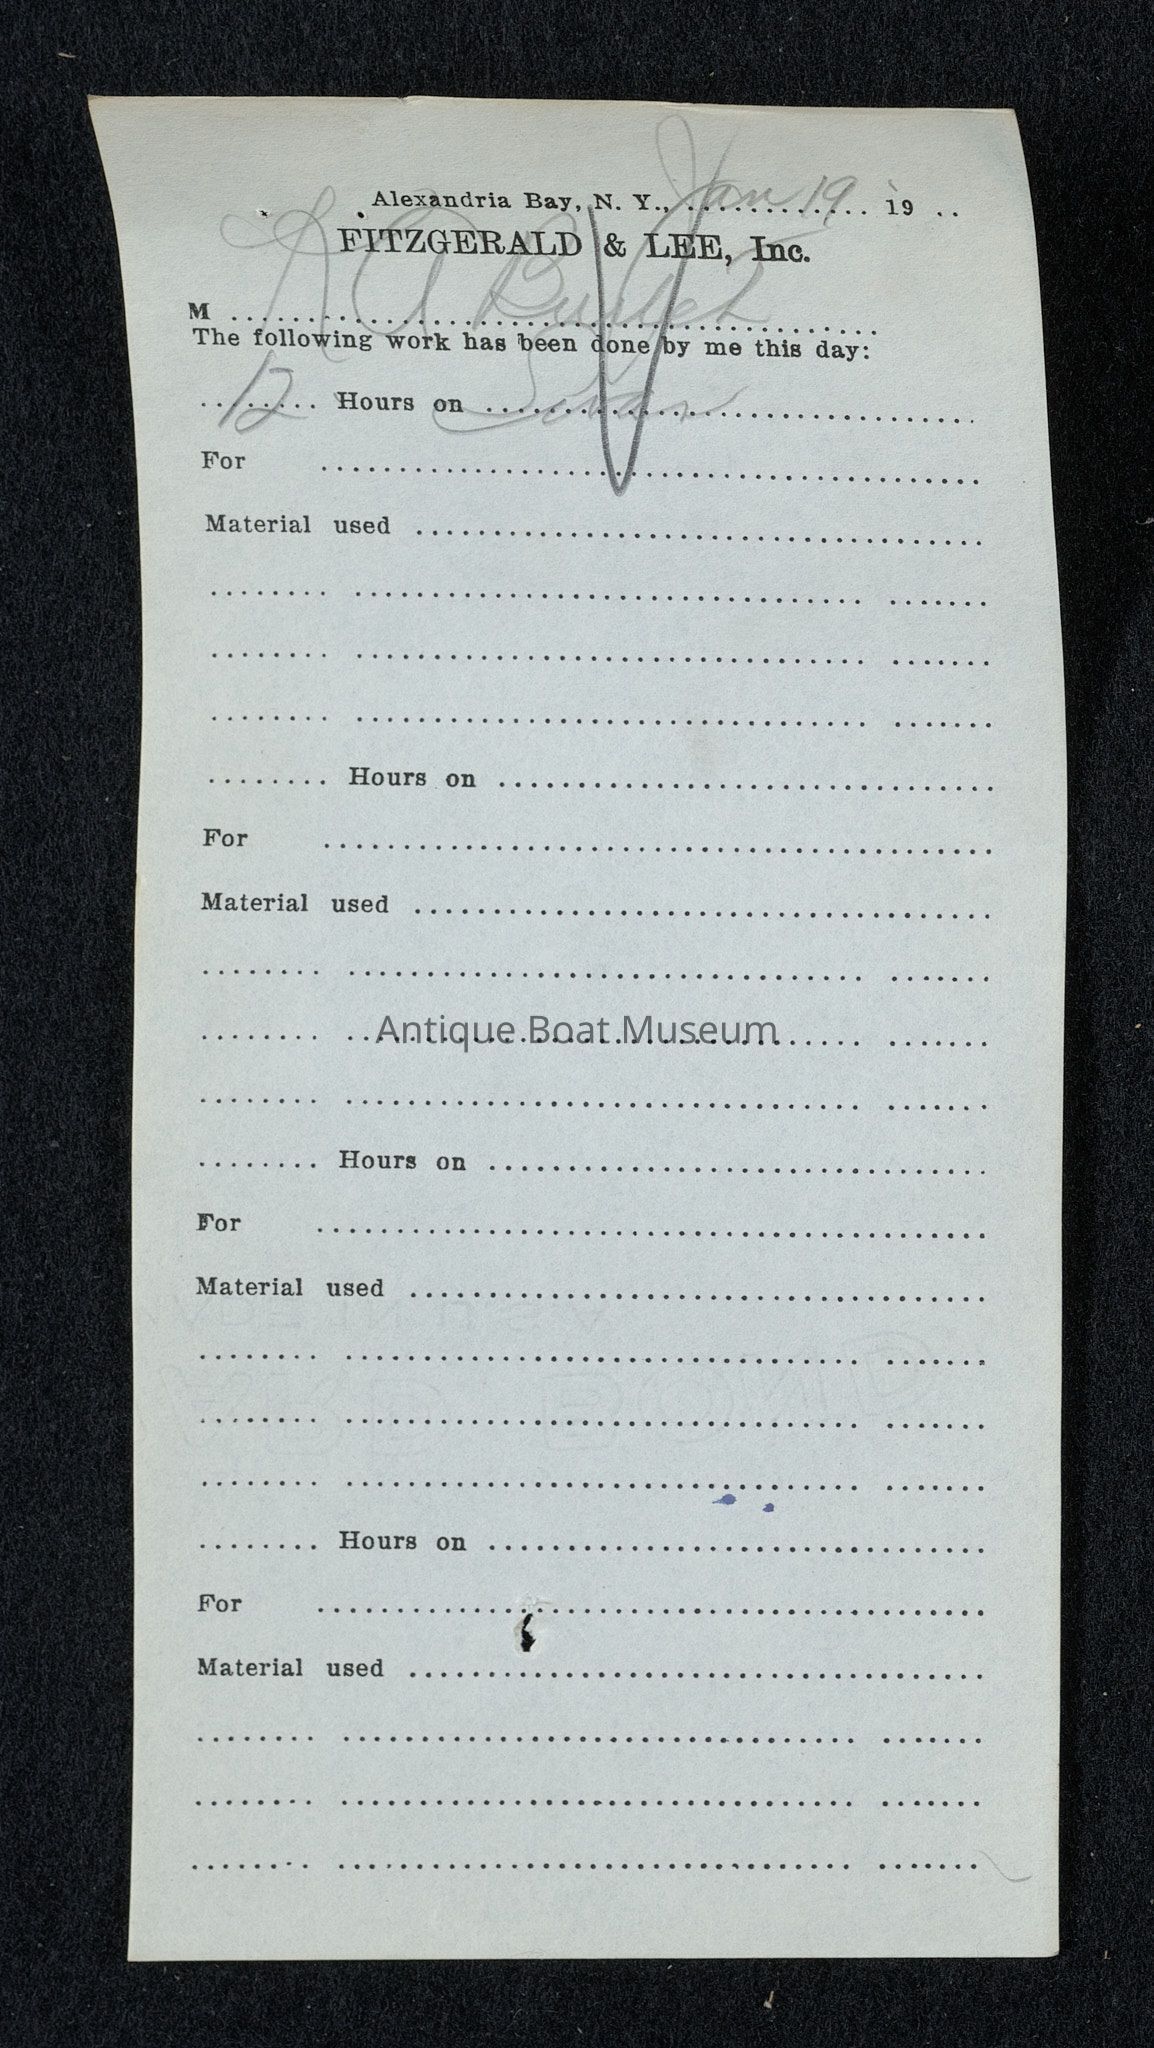 Alexandria Bay, N. Y., Jan 19 19 ..
FITZGERALD & LEE, Inc.
M
The following work has been done by me this day:
12 Hours on
For
Material used
Hours on
For
Material used
Antique Boat Museum
Hours on
For
Material used
Hours on
For
Material used